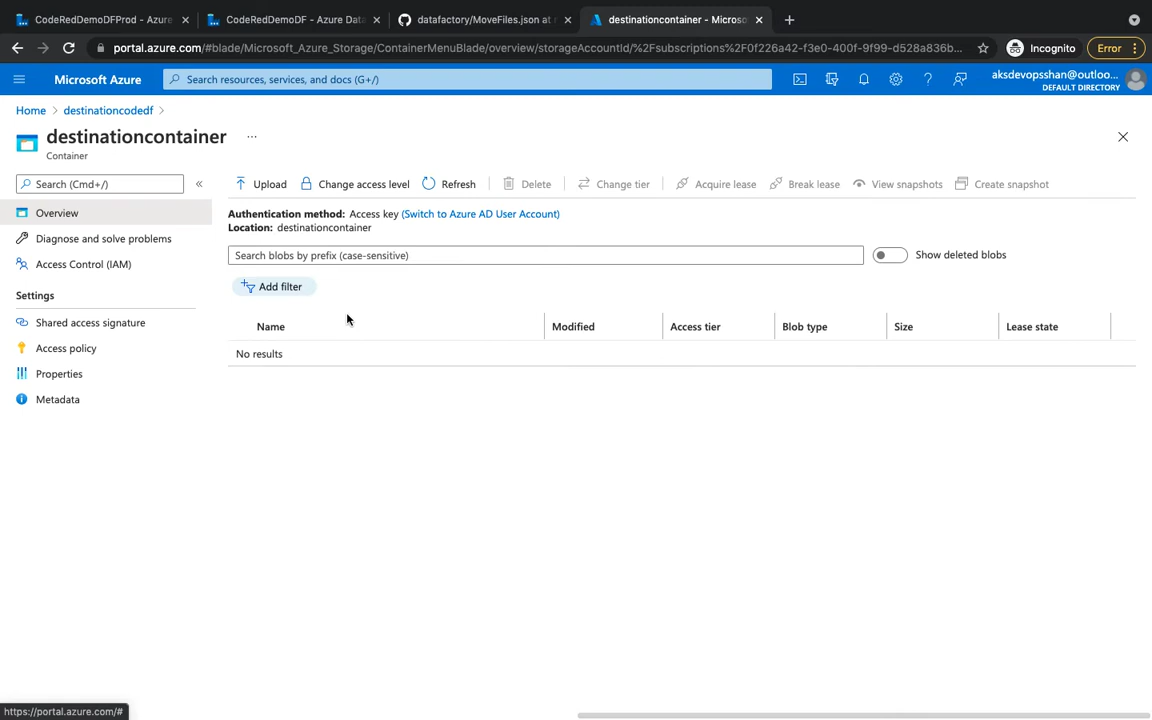 CodeRedDemoDFProd - Azure
CodeRedDemoDF - Azure Data
datafactory/MoveFiles.json at
destinationcontainer - Microso
portal.azure.com/#blade/Microsoft_Azure_Storage/ContainerMenuBlade/overview/storageAccountId/%2Fsubscriptions%2F0f226a42-f3e0-400f-9f99-d528a836b...
Incognito
Error
Microsoft Azure
Search resources, services, and docs (G+/)
aksdevopsshan@outloo...
DEFAULT DIRECTORY
Home > destinationcodedf >
destinationcontainer ...
Container
Search (Cmd+/)
«
Upload
Change access level
Refresh
Delete
Change tier
Acquire lease
Break lease
View snapshots
Create snapshot
Overview
Diagnose and solve problems
Access Control (IAM)
Settings
Shared access signature
Access policy
Properties
Metadata
Authentication method: Access key (Switch to Azure AD User Account)
Location: destinationcontainer
Search blobs by prefix (case-sensitive)
Show deleted blobs
Add filter
Name
Modified
Access tier
Blob type
Size
Lease state
No results
https://portal.azure.com/#